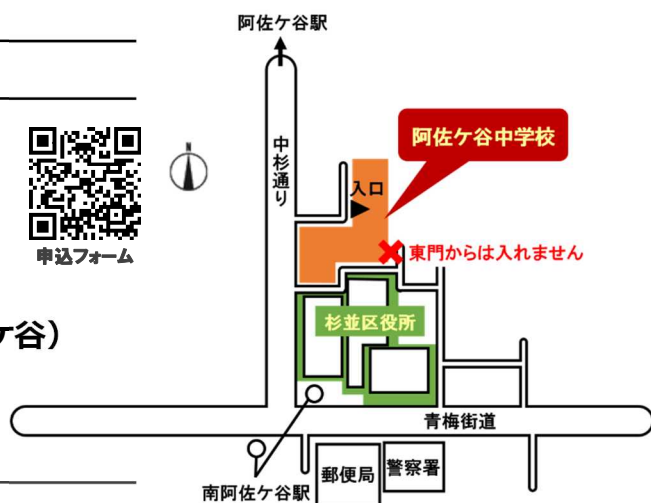 阿佐ケ谷駅
中杉通り
N
阿佐ケ谷中学校
入口
東門からは入れません
申込フォーム
杉並区役所
ケ谷）
青梅街道
郵便局
警察署
南阿佐ケ谷駅